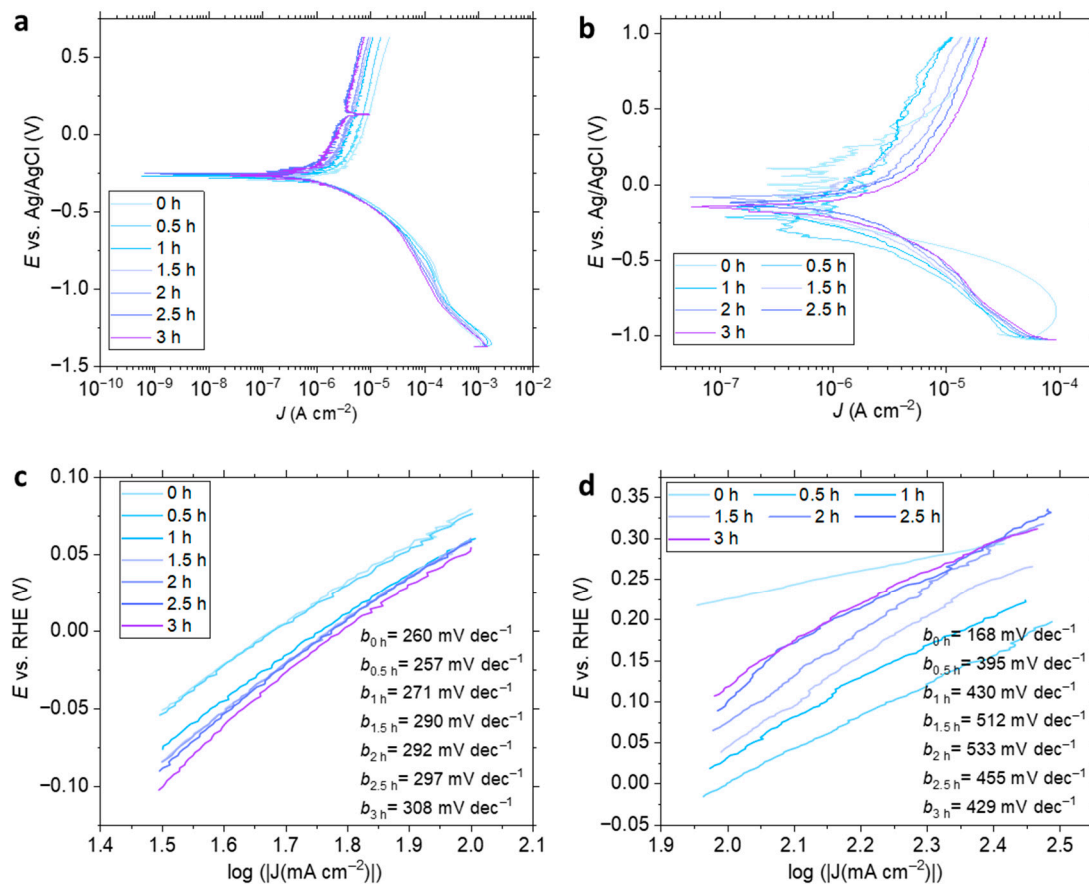 a
0.5
0.0
−0.5
−1.0
−1.5
E vs. Ag/AgCl (V)
0 h
0.5 h
1 h
1.5 h
2 h
2.5 h
3 h
10⁻¹⁰ 10⁻⁹ 10⁻⁸ 10⁻⁷ 10⁻⁶ 10⁻⁵ 10⁻⁴ 10⁻³ 10⁻²
J (A cm⁻²)
b
1.0
0.5
0.0
−0.5
−1.0
E vs. Ag/AgCl (V)
0 h 0.5 h
1 h 1.5 h
2 h 2.5 h
3 h
10⁻⁷ 10⁻⁶ 10⁻⁵ 10⁻⁴
J (A cm⁻²)
c
0.10
0.05
0.00
−0.05
−0.10
E vs. RHE (V)
0 h
0.5 h
1 h
1.5 h
2 h
2.5 h
3 h
b0 h= 260 mV dec⁻¹
b0.5 h= 257 mV dec⁻¹
b1 h= 271 mV dec⁻¹
b1.5 h= 290 mV dec⁻¹
b2 h= 292 mV dec⁻¹
b2.5 h= 297 mV dec⁻¹
b3 h= 308 mV dec⁻¹
1.4 1.5 1.6 1.7 1.8 1.9 2.0 2.1
log (|J(mA cm⁻²)|)
d
0.35
0.30
0.25
0.20
0.15
0.10
0.05
0.00
−0.05
E vs. RHE (V)
0 h 0.5 h 1 h
1.5 h 2 h 2.5 h
3 h
b0 h= 168 mV dec⁻¹
b0.5 h= 395 mV dec⁻¹
b1 h= 430 mV dec⁻¹
b1.5 h= 512 mV dec⁻¹
b2 h= 533 mV dec⁻¹
b2.5 h= 455 mV dec⁻¹
b3 h= 429 mV dec⁻¹
2.0 2.1 2.2 2.3 2.4 2.5
log (|J(mA cm⁻²)|)